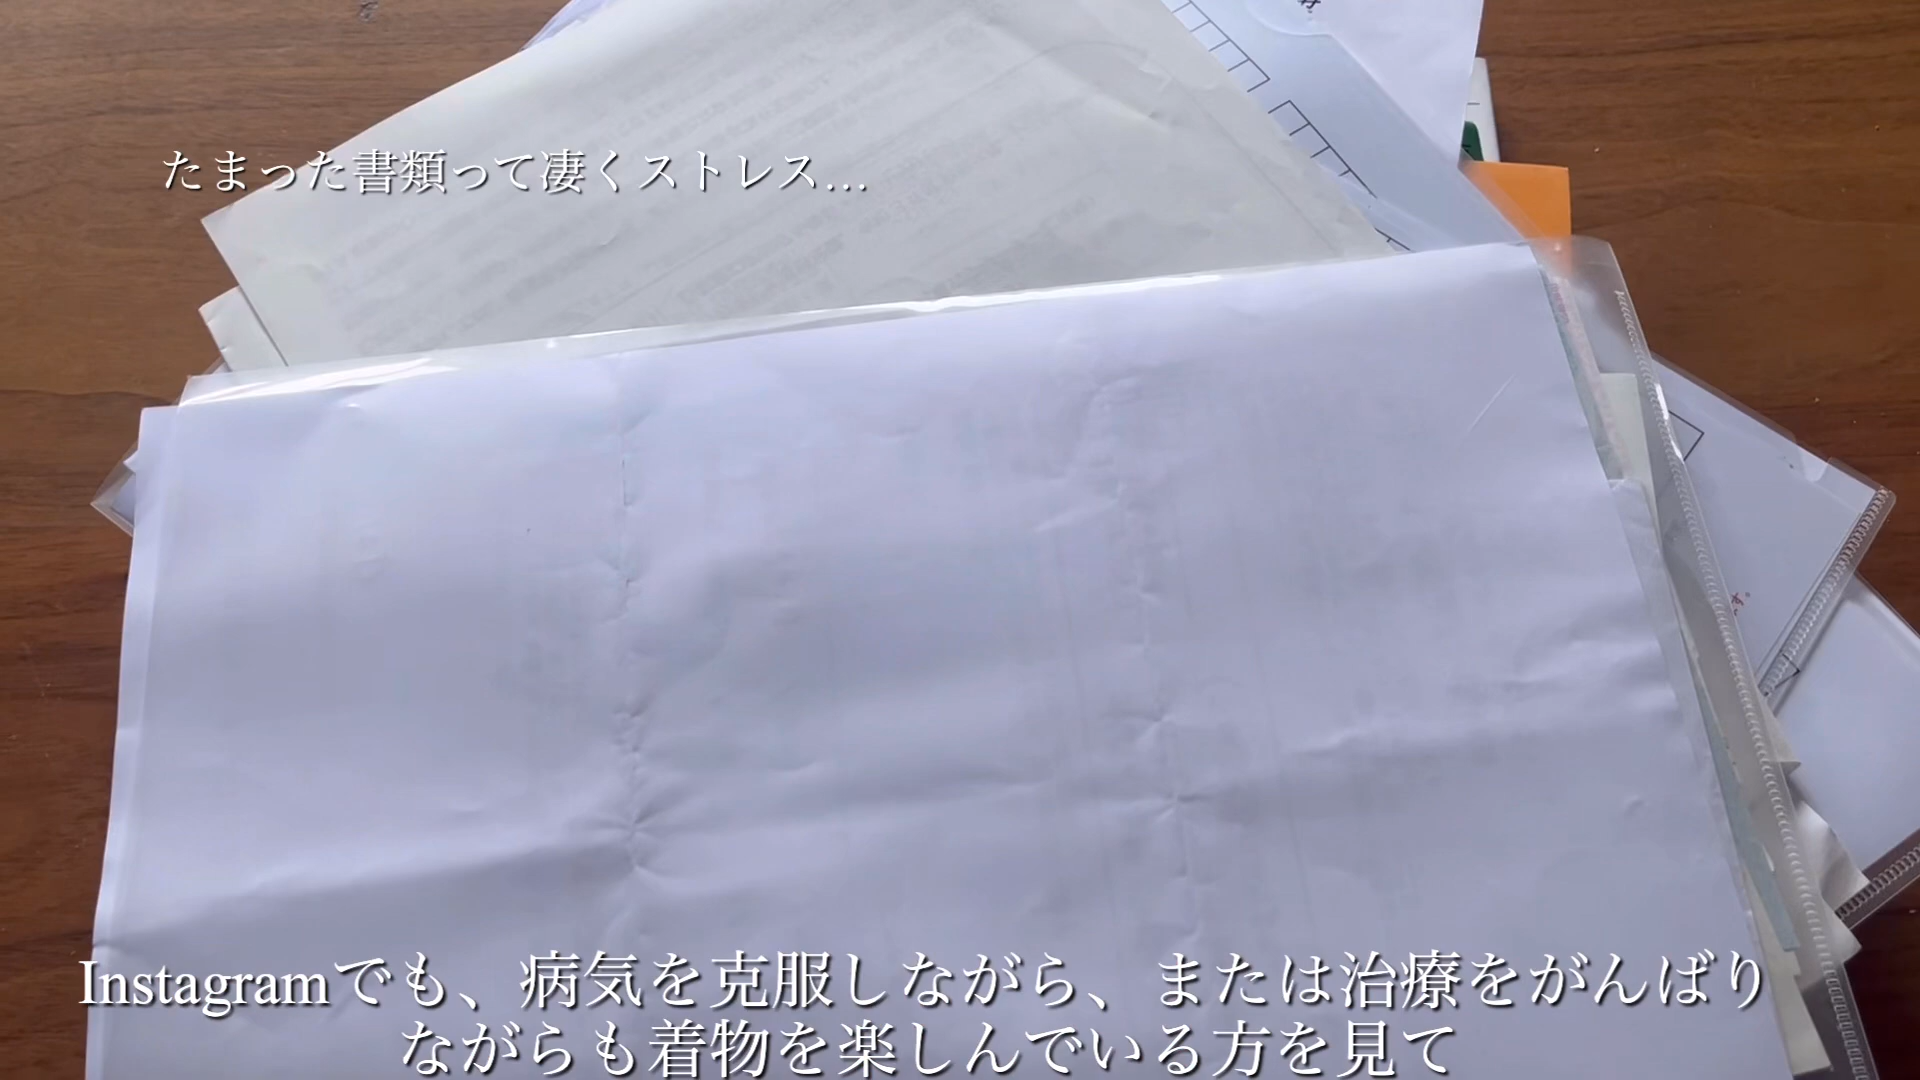 たまった書類って凄くストレス…
Instagramでも、病気を克服しながら、または治療をがんばり
ながらも着物を楽しんでいる方を見て